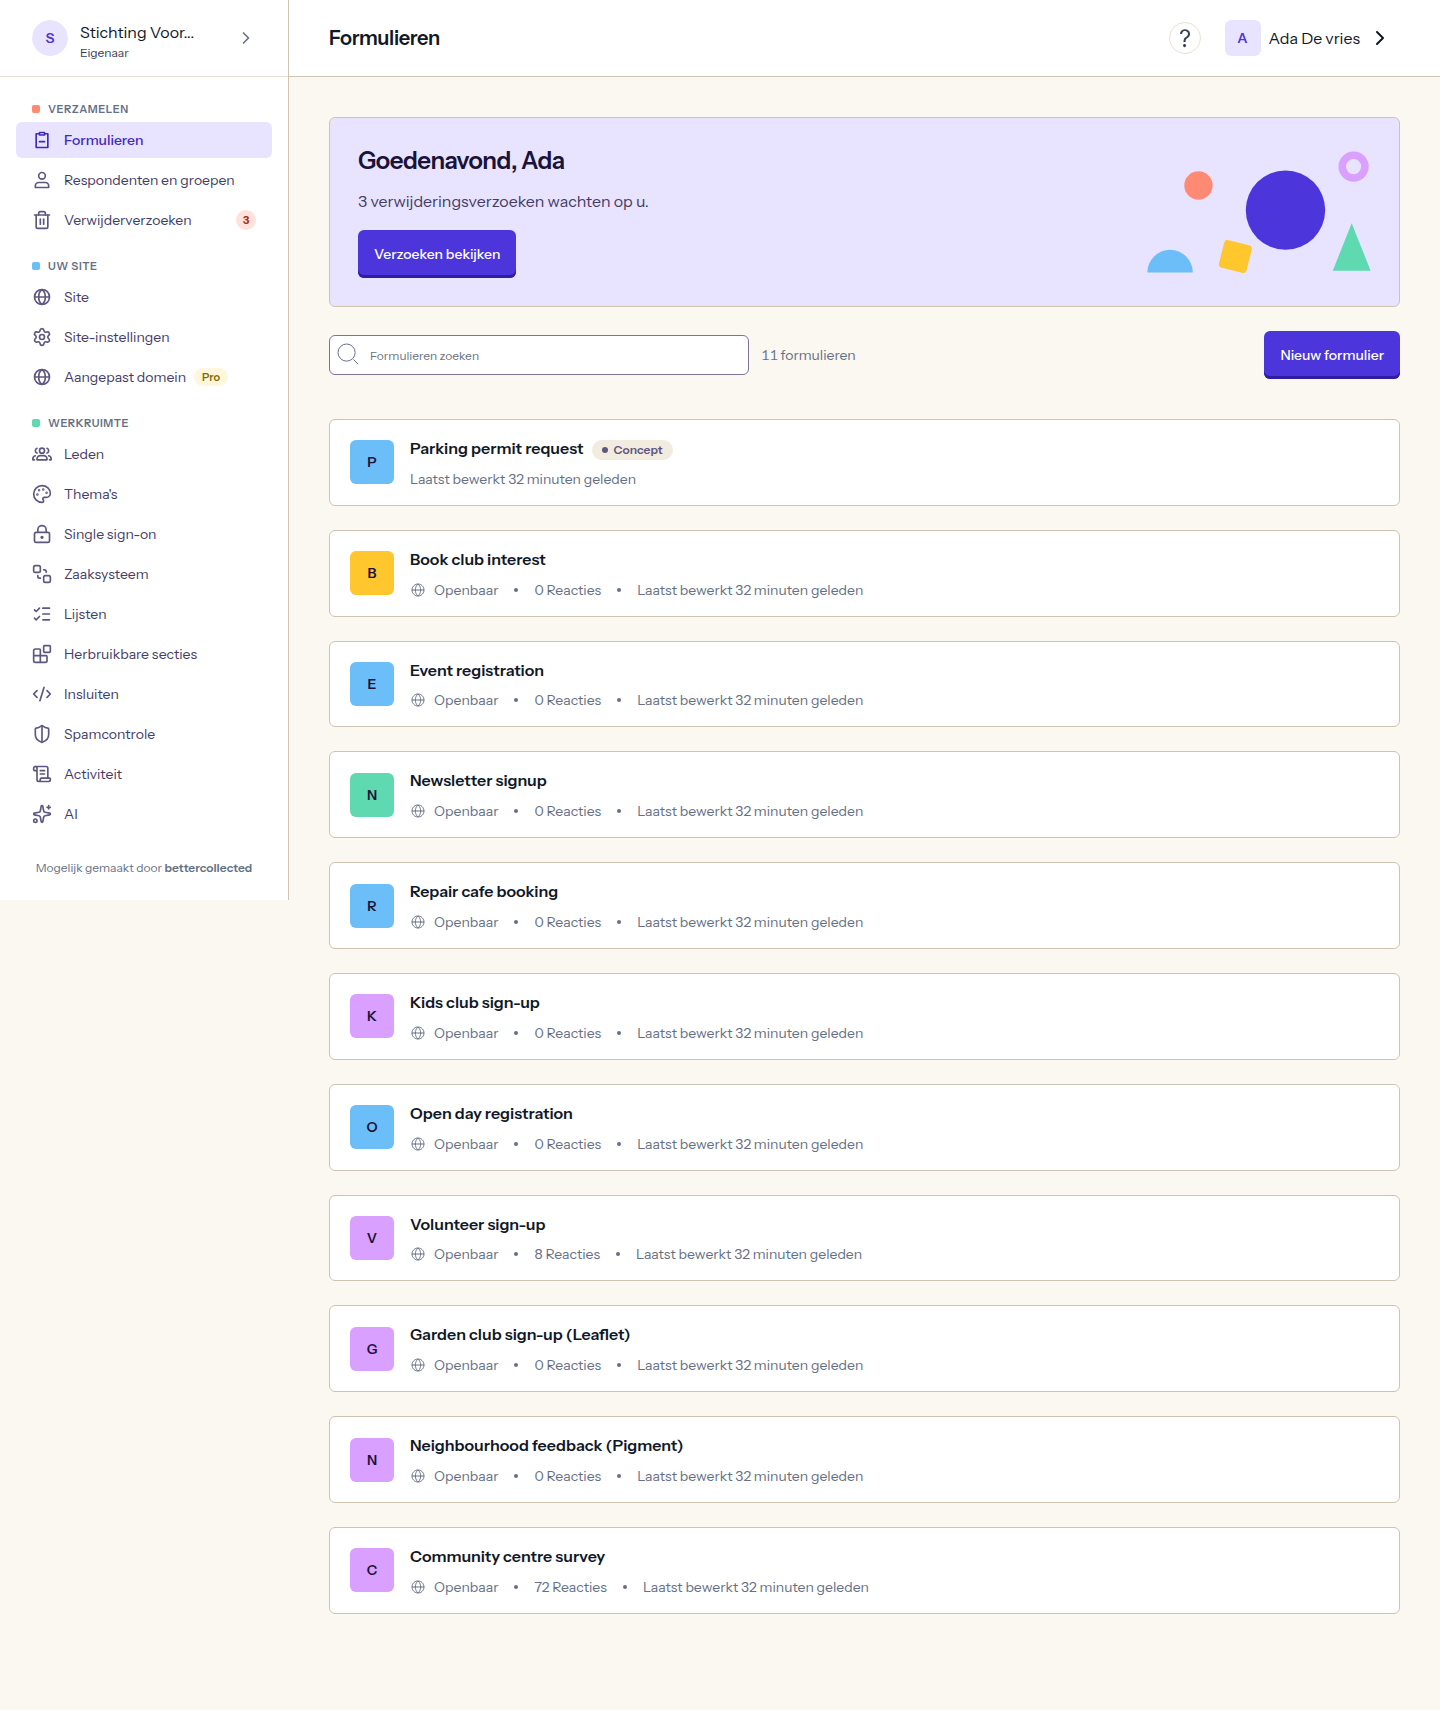 S
Stichting Voor...
Eigenaar
VERZAMELEN
Formulieren
Respondenten en groepen
Verwijderverzoeken
3
UW SITE
Site
Site-instellingen
Aangepast domein
Pro
WERKRUIMTE
Leden
Thema's
Single sign-on
Zaaksysteem
Lijsten
Herbruikbare secties
Insluiten
Spamcontrole
Activiteit
AI
Mogelijk gemaakt door bettercollected
Formulieren
?
A
Ada De vries
Goedenavond, Ada
3 verwijderingsverzoeken wachten op u.
Verzoeken bekijken
Formulieren zoeken
11 formulieren
Nieuw formulier
P
Parking permit request
• Concept
Laatst bewerkt 32 minuten geleden
B
Book club interest
Openbaar • 0 Reacties • Laatst bewerkt 32 minuten geleden
E
Event registration
Openbaar • 0 Reacties • Laatst bewerkt 32 minuten geleden
N
Newsletter signup
Openbaar • 0 Reacties • Laatst bewerkt 32 minuten geleden
R
Repair cafe booking
Openbaar • 0 Reacties • Laatst bewerkt 32 minuten geleden
K
Kids club sign-up
Openbaar • 0 Reacties • Laatst bewerkt 32 minuten geleden
O
Open day registration
Openbaar • 0 Reacties • Laatst bewerkt 32 minuten geleden
V
Volunteer sign-up
Openbaar • 8 Reacties • Laatst bewerkt 32 minuten geleden
G
Garden club sign-up (Leaflet)
Openbaar • 0 Reacties • Laatst bewerkt 32 minuten geleden
N
Neighbourhood feedback (Pigment)
Openbaar • 0 Reacties • Laatst bewerkt 32 minuten geleden
C
Community centre survey
Openbaar • 72 Reacties • Laatst bewerkt 32 minuten geleden